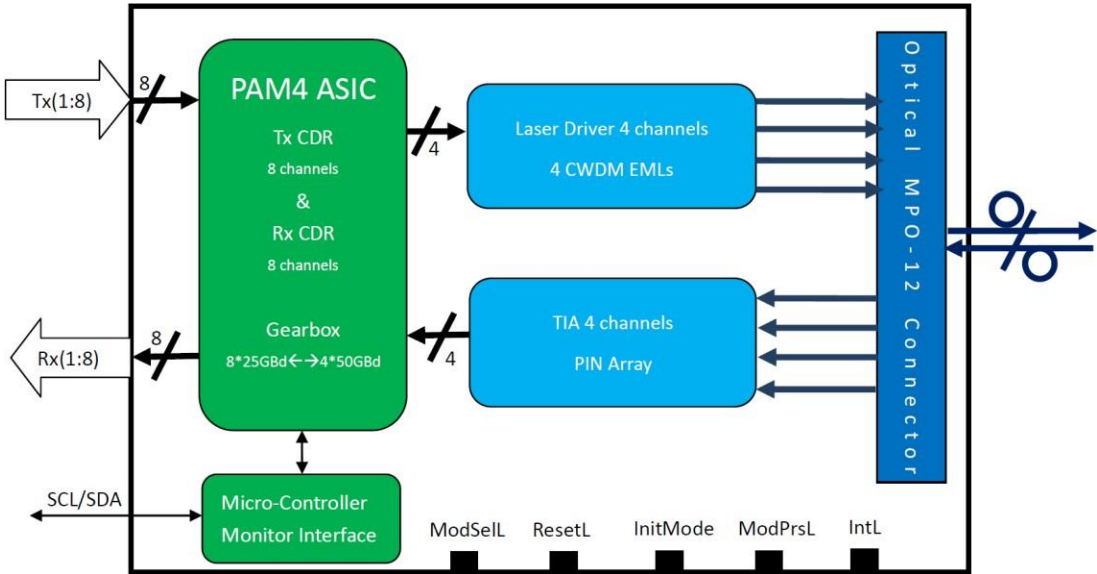 Tx(1:8)
8
PAM4 ASIC
Tx CDR
8 channels
&
Rx CDR
8 channels
Gearbox
8*25GBd←→4*50GBd
4
Laser Driver 4 channels
4 CWDM EMLs
Optical MPO-12 Connector
Rx(1:8)
8
4
TIA 4 channels
PIN Array
SCL/SDA
Micro-Controller
Monitor Interface
ModSelL
ResetL
InitMode
ModPrsL
IntL